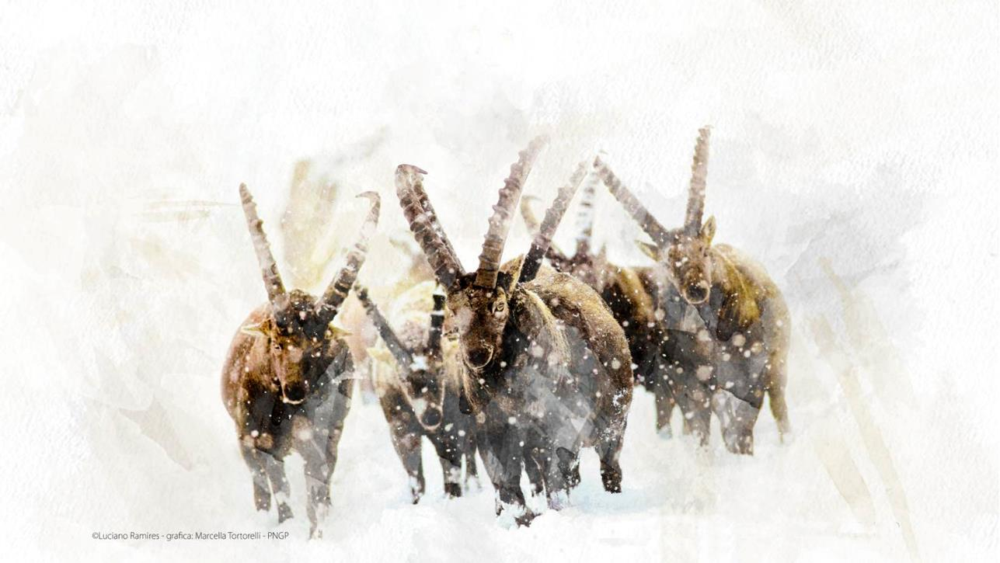 ©Luciano Ramires - grafica: Marcella Tortorelli - PNGP